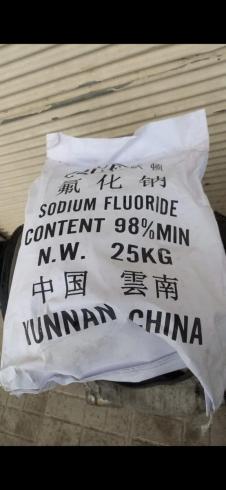 氟化钠
SODIUM FLUORIDE
CONTENT 98%MIN
N.W. 25KG
中国 雲南
YUNNAN CHINA